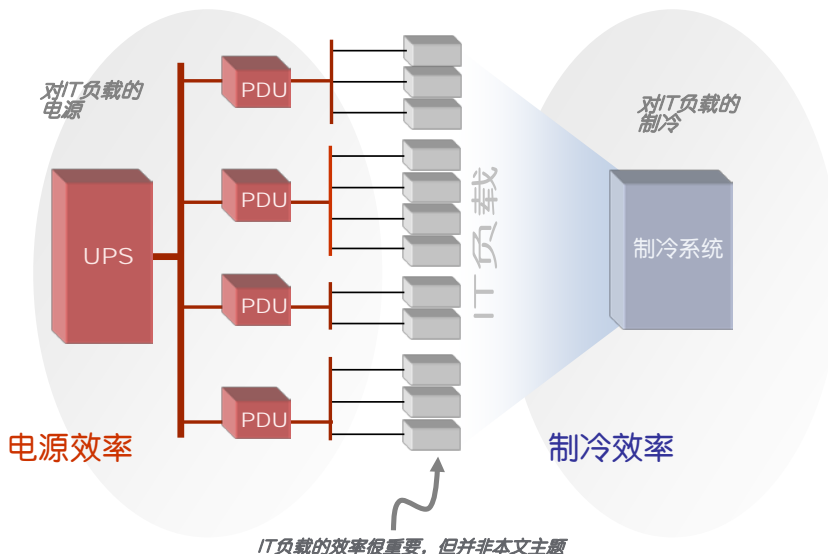 对IT负载的
电源
PDU
PDU
UPS
PDU
PDU
电源效率
IT负载
对IT负载的
制冷
制冷系统
制冷效率
IT负载的效率很重要，但并非本文主题